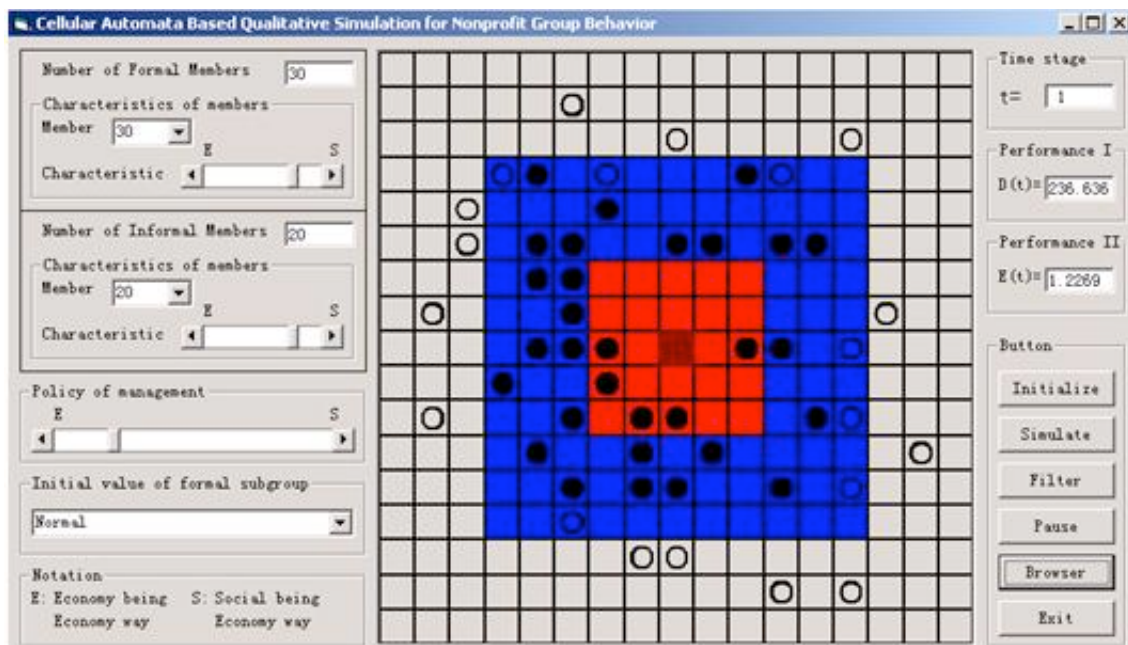 Cellular Automata Based Qualitative Simulation for Nonprofit Group Behavior
Number of Formal Members 30
Characteristics of members
Member 30
E S
Characteristic
Number of Informal Members 20
Characteristics of members
Member 20
E S
Characteristic
Policy of management
E S
Initial value of formal subgroup
Normal
Notation
E: Economy being S: Social being
Economy way Economy way
Time stage
t= 1
Performance I
D(t)= 236.636
Performance II
E(t)= 1.2269
Button
Initialize
Simulate
Filter
Pause
Browser
Exit